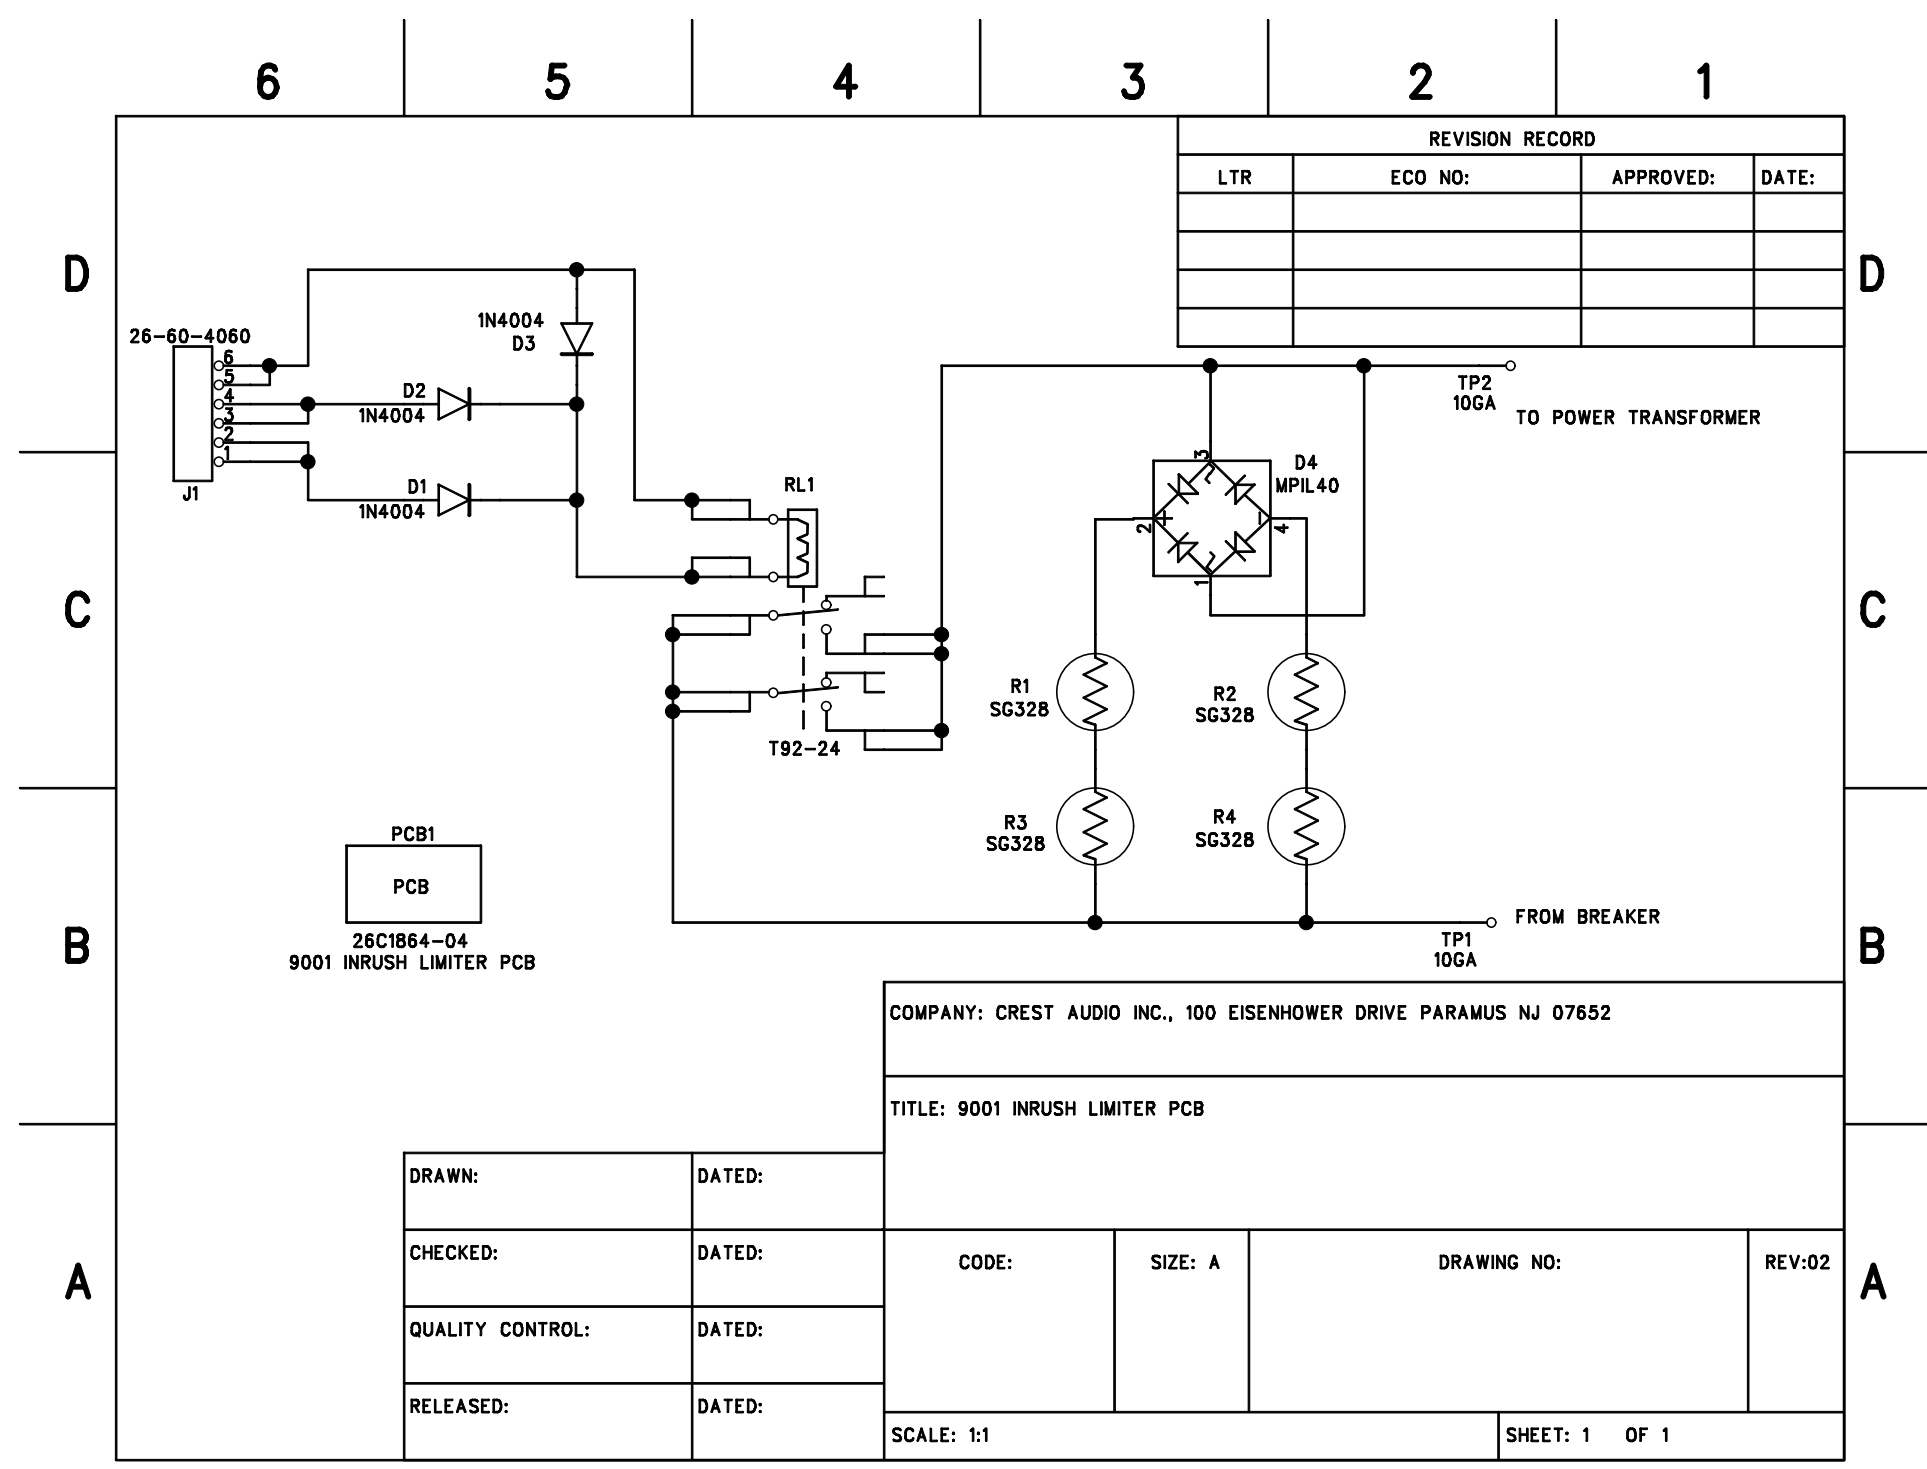 6 5 4 3 2 1
REVISION RECORD
LTR ECO NO: APPROVED: DATE:
D D
26-60-4060
6
5
4
3
2
1
J1
1N4004
D3
D2
1N4004
D1
1N4004
RL1
T92-24
TP2
10GA
TO POWER TRANSFORMER
3
D4
MPIL40
2
+
-
4
1
C C
R1
SG328
R2
SG328
R3
SG328
R4
SG328
PCB1
PCB
26C1864-04
9001 INRUSH LIMITER PCB
FROM BREAKER
TP1
10GA
B B
COMPANY: CREST AUDIO INC., 100 EISENHOWER DRIVE PARAMUS NJ 07652
TITLE: 9001 INRUSH LIMITER PCB
DRAWN: DATED:
CHECKED: DATED:
CODE: SIZE: A DRAWING NO: REV:02
A A
QUALITY CONTROL: DATED:
RELEASED: DATED:
SCALE: 1:1 SHEET: 1 OF 1